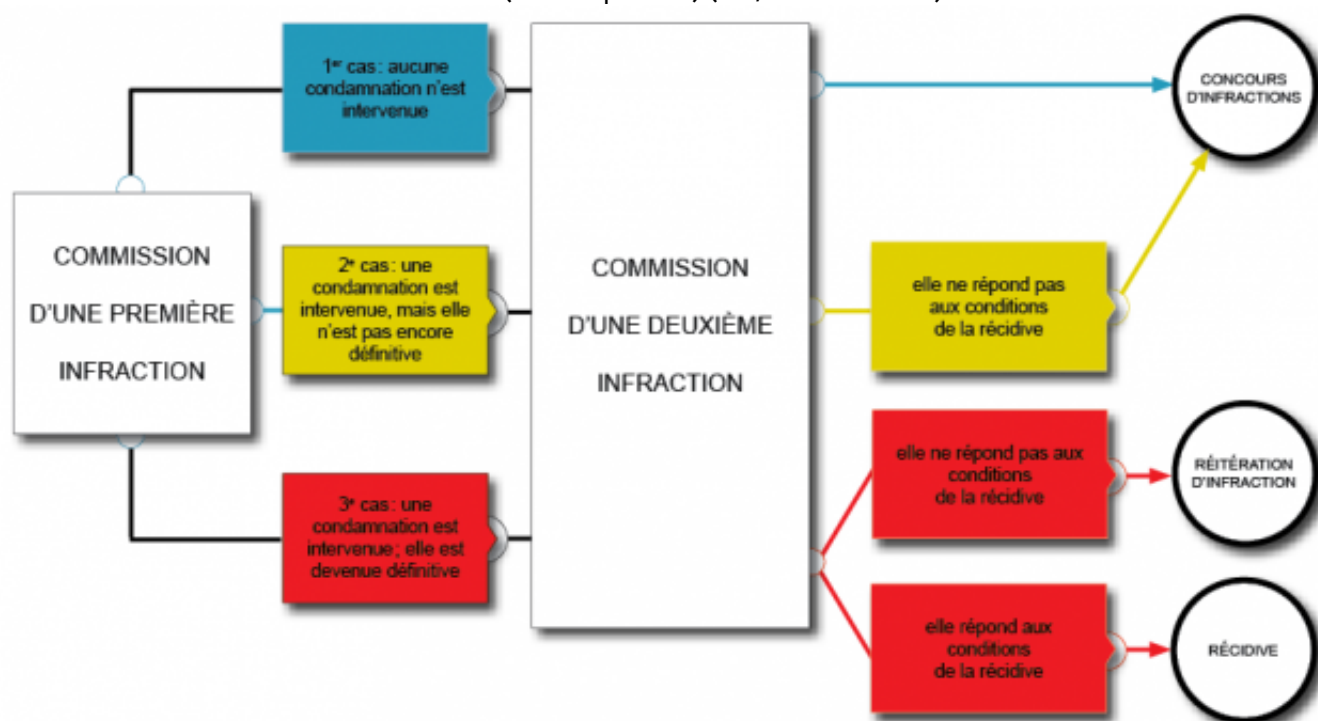 1er cas: aucune
condamnation n'est
intervenue
CONCOURS
D'INFRACTIONS
COMMISSION
D'UNE PREMIÈRE
INFRACTION
2e cas: une
condamnation est
intervenue, mais elle
n'est pas encore
définitive
COMMISSION
D'UNE DEUXIÈME
INFRACTION
elle ne répond pas
aux conditions
de la récidive
3e cas: une
condamnation est
intervenue; elle est
devenue définitive
elle ne répond pas aux
conditions
de la récidive
RÉITÉRATION
D'INFRACTION
elle répond aux
conditions
de la récidive
RÉCIDIVE